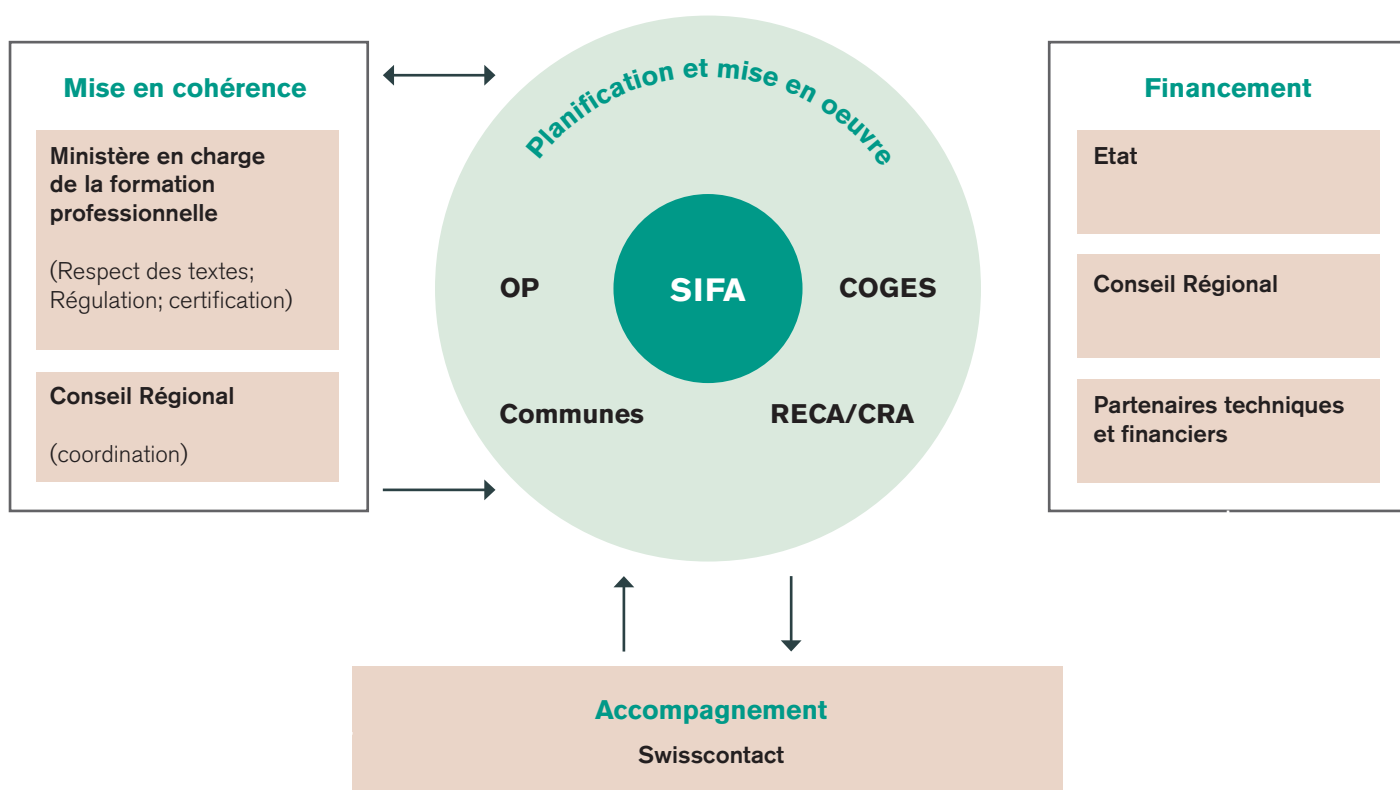 Mise en cohérence
Ministère en charge
de la formation
professionnelle
(Respect des textes;
Régulation; certification)
Conseil Régional
(coordination)
Planification et mise en oeuvre
OP
SIFA
COGES
Communes
RECA/CRA
Financement
Etat
Conseil Régional
Partenaires techniques
et financiers
Accompagnement
Swisscontact